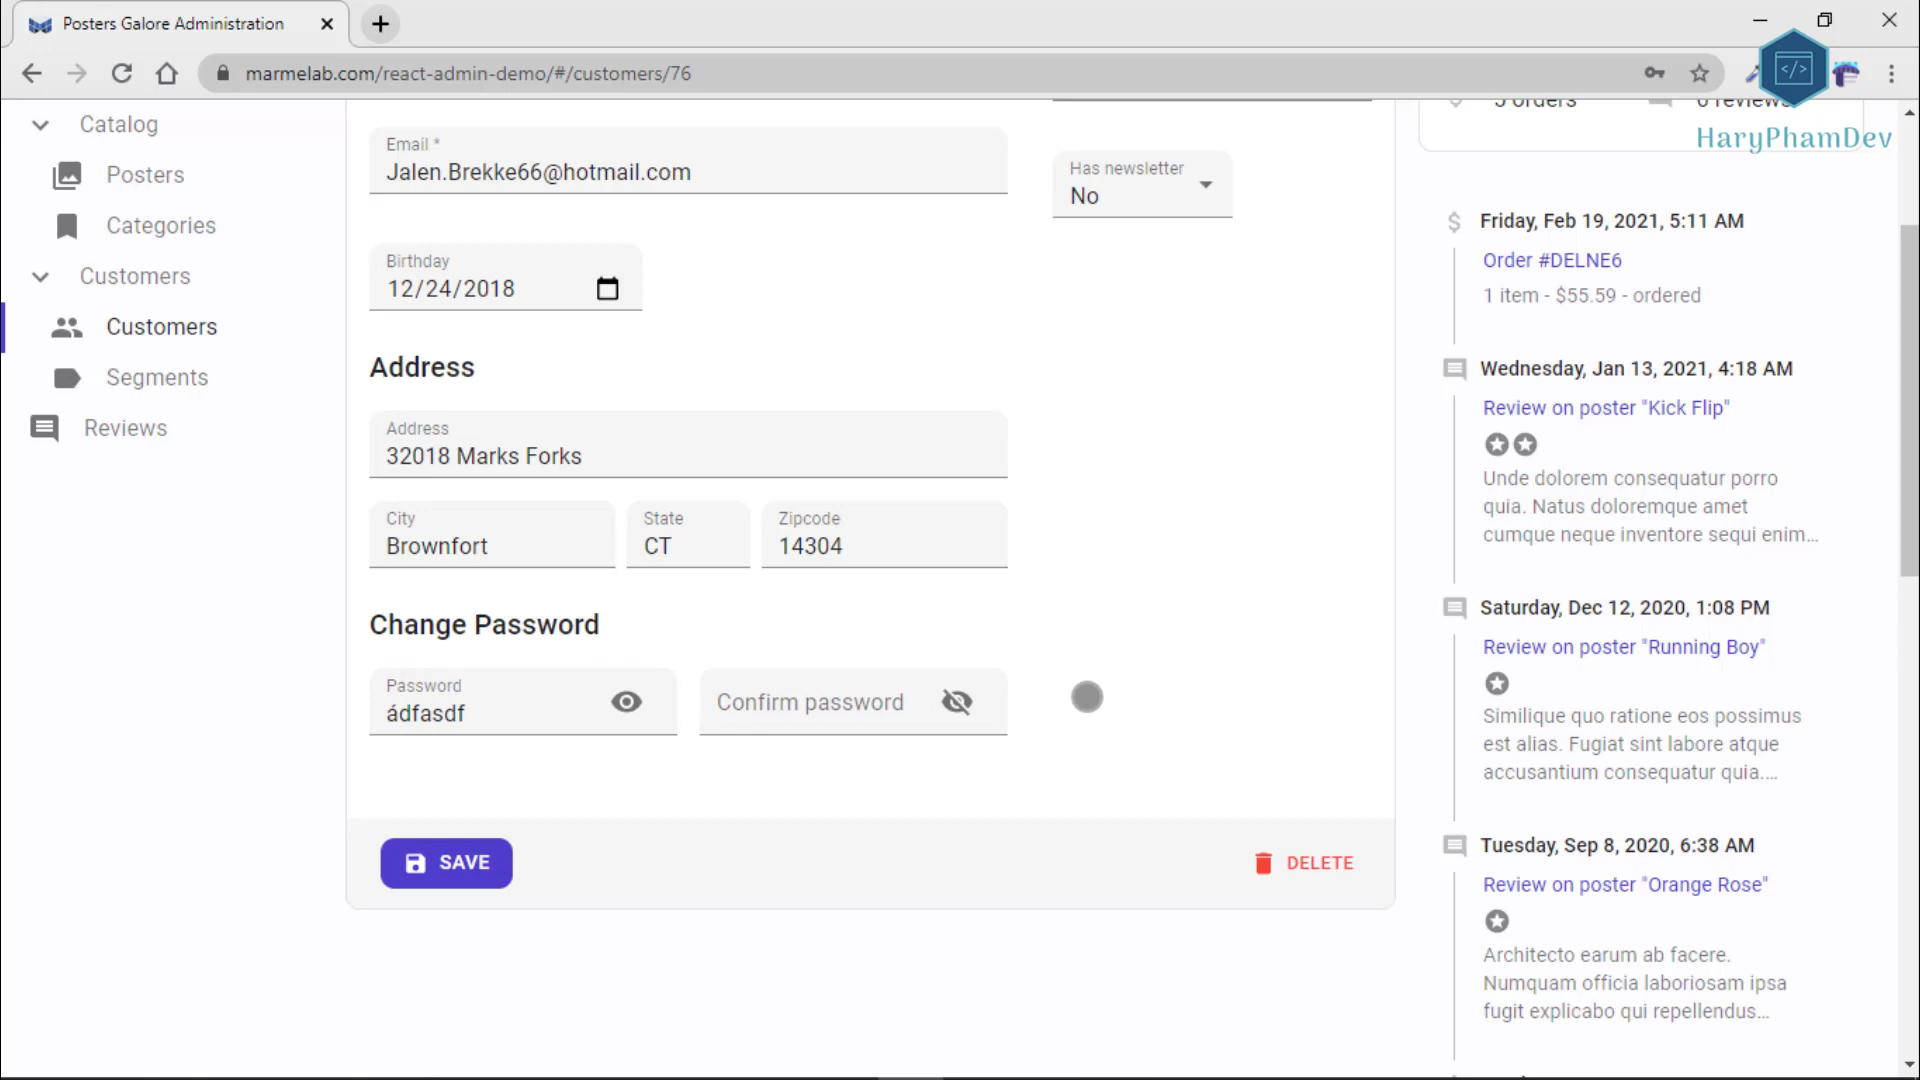 Posters Galore Administration
marmelab.com/react-admin-demo/#/customers/76
</>
HaryPhamDev
Catalog
Posters
Categories
Customers
Customers
Segments
Reviews
Email *
Jalen.Brekke66@hotmail.com
Has newsletter
No
Birthday
12/24/2018
Address
Address
32018 Marks Forks
City
Brownfort
State
CT
Zipcode
14304
Change Password
Password
ádfasdf
Confirm password
SAVE
DELETE
5 orders
6 reviews
Friday, Feb 19, 2021, 5:11 AM
Order #DELNE6
1 item - $55.59 - ordered
Wednesday, Jan 13, 2021, 4:18 AM
Review on poster "Kick Flip"
Unde dolorem consequatur porro
quia. Natus doloremque amet
cumque neque inventore sequi enim...
Saturday, Dec 12, 2020, 1:08 PM
Review on poster "Running Boy"
Similique quo ratione eos possimus
est alias. Fugiat sint labore atque
accusantium consequatur quia....
Tuesday, Sep 8, 2020, 6:38 AM
Review on poster "Orange Rose"
Architecto earum ab facere.
Numquam officia laboriosam ipsa
fugit explicabo qui repellendus...